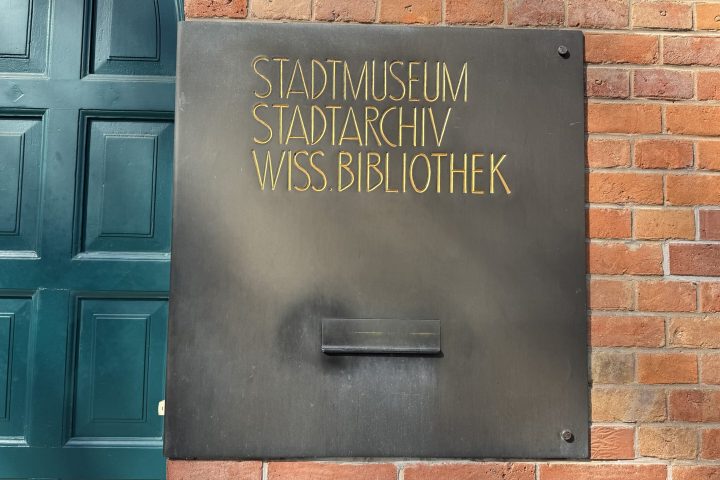 STADTMUSEUM
STADTARCHIV
WISS. BIBLIOTHEK